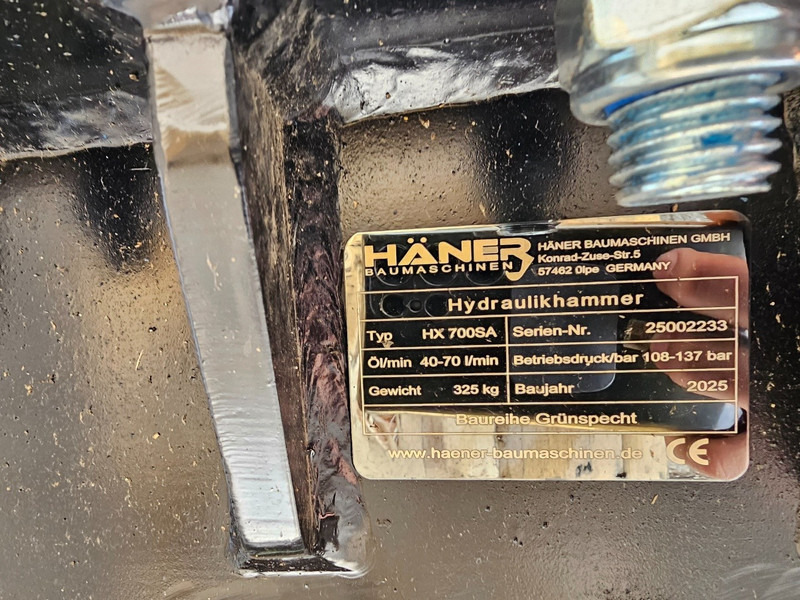 HÄNER
BAUMASCHINEN
HÄNER BAUMASCHINEN GMBH
Konrad-Zuse-Str.5
57462 Olpe GERMANY
Hydraulikhammer
Typ HX 700SA Serien-Nr. 25002233
Öl/min 40-70 l/min Betriebsdruck/bar 108-137 bar
Gewicht 325 kg Baujahr 2025
Baureihe Grünspecht
www.haener-baumaschinen.de CE